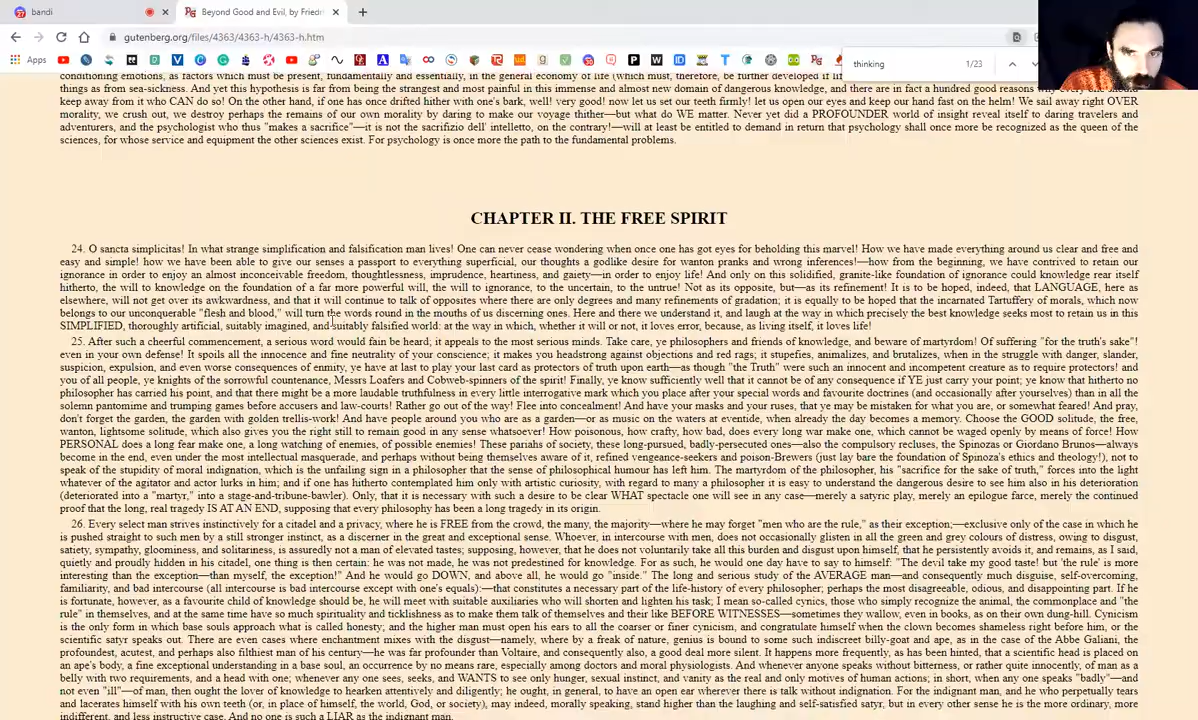 bandi
Beyond Good and Evil, by Friedr
gutenberg.org/files/4363/4363-h/4363-h.htm
Apps
thinking 1/23
conditioning emotions, as factors which must be present, fundamentally and essentially, in the general economy of life (which must, therefore, be further developed if li
things as from sea-sickness. And yet this hypothesis is far from being the strangest and most painful in this immense and almost new domain of dangerous knowledge, and there are in fact a hundred good reasons why every one should
keep away from it who CAN do so! On the other hand, if one has once drifted hither with one's bark, well! very good! now let us set our teeth firmly! let us open our eyes and keep our hand fast on the helm! We sail away right OVER
morality, we crush out, we destroy perhaps the remains of our own morality by daring to make our voyage thither—but what do WE matter. Never yet did a PROFOUNDER world of insight reveal itself to daring travelers and
adventurers, and the psychologist who thus "makes a sacrifice"—it is not the sacrifizio dell' intelletto, on the contrary!—will at least be entitled to demand in return that psychology shall once more be recognized as the queen of the
sciences, for whose service and equipment the other sciences exist. For psychology is once more the path to the fundamental problems.
CHAPTER II. THE FREE SPIRIT
24. O sancta simplicitas! In what strange simplification and falsification man lives! One can never cease wondering when once one has got eyes for beholding this marvel! How we have made everything around us clear and free and
easy and simple! how we have been able to give our senses a passport to everything superficial, our thoughts a godlike desire for wanton pranks and wrong inferences!—how from the beginning, we have contrived to retain our
ignorance in order to enjoy an almost inconceivable freedom, thoughtlessness, imprudence, heartiness, and gaiety—in order to enjoy life! And only on this solidified, granite-like foundation of ignorance could knowledge rear itself
hitherto, the will to knowledge on the foundation of a far more powerful will, the will to ignorance, to the uncertain, to the untrue! Not as its opposite, but—as its refinement! It is to be hoped, indeed, that LANGUAGE, here as
elsewhere, will not get over its awkwardness, and that it will continue to talk of opposites where there are only degrees and many refinements of gradation; it is equally to be hoped that the incarnated Tartuffery of morals, which now
belongs to our unconquerable "flesh and blood," will turn the words round in the mouths of us discerning ones. Here and there we understand it, and laugh at the way in which precisely the best knowledge seeks most to retain us in this
SIMPLIFIED, thoroughly artificial, suitably imagined, and suitably falsified world: at the way in which, whether it will or not, it loves error, because, as living itself, it loves life!
25. After such a cheerful commencement, a serious word would fain be heard; it appeals to the most serious minds. Take care, ye philosophers and friends of knowledge, and beware of martyrdom! Of suffering "for the truth's sake"!
even in your own defense! It spoils all the innocence and fine neutrality of your conscience; it makes you headstrong against objections and red rags; it stupefies, animalizes, and brutalizes, when in the struggle with danger, slander,
suspicion, expulsion, and even worse consequences of enmity, ye have at last to play your last card as protectors of truth upon earth—as though "the Truth" were such an innocent and incompetent creature as to require protectors! and
you of all people, ye knights of the sorrowful countenance, Messrs Loafers and Cobweb-spinners of the spirit! Finally, ye know sufficiently well that it cannot be of any consequence if YE just carry your point; ye know that hitherto no
philosopher has carried his point, and that there might be a more laudable truthfulness in every little interrogative mark which you place after your special words and favourite doctrines (and occasionally after yourselves) than in all the
solemn pantomime and trumping games before accusers and law-courts! Rather go out of the way! Flee into concealment! And have your masks and your ruses, that ye may be mistaken for what you are, or somewhat feared! And pray,
don't forget the garden, the garden with golden trellis-work! And have people around you who are as a garden—or as music on the waters at eventide, when already the day becomes a memory. Choose the GOOD solitude, the free,
wanton, lightsome solitude, which also gives you the right still to remain good in any sense whatsoever! How poisonous, how crafty, how bad, does every long war make one, which cannot be waged openly by means of force! How
PERSONAL does a long fear make one, a long watching of enemies, of possible enemies! These pariahs of society, these long-pursued, badly-persecuted ones—also the compulsory recluses, the Spinozas or Giordano Brunos—always
become in the end, even under the most intellectual masquerade, and perhaps without being themselves aware of it, refined vengeance-seekers and poison-Brewers (just lay bare the foundation of Spinoza's ethics and theology!), not to
speak of the stupidity of moral indignation, which is the unfailing sign in a philosopher that the sense of philosophical humour has left him. The martyrdom of the philosopher, his "sacrifice for the sake of truth," forces into the light
whatever of the agitator and actor lurks in him; and if one has hitherto contemplated him only with artistic curiosity, with regard to many a philosopher it is easy to understand the dangerous desire to see him also in his deterioration
(deteriorated into a "martyr," into a stage-and-tribune-bawler). Only, that it is necessary with such a desire to be clear WHAT spectacle one will see in any case—merely a satyric play, merely an epilogue farce, merely the continued
proof that the long, real tragedy IS AT AN END, supposing that every philosophy has been a long tragedy in its origin.
26. Every select man strives instinctively for a citadel and a privacy, where he is FREE from the crowd, the many, the majority—where he may forget "men who are the rule," as their exception;—exclusive only of the case in which he
is pushed straight to such men by a still stronger instinct, as a discerner in the great and exceptional sense. Whoever, in intercourse with men, does not occasionally glisten in all the green and grey colours of distress, owing to disgust,
satiety, sympathy, gloominess, and solitariness, is assuredly not a man of elevated tastes; supposing, however, that he does not voluntarily take all this burden and disgust upon himself, that he persistently avoids it, and remains, as I said,
quietly and proudly hidden in his citadel, one thing is then certain: he was not made, he was not predestined for knowledge. For as such, he would one day have to say to himself: "The devil take my good taste! but 'the rule' is more
interesting than the exception—than myself, the exception!" And he would go DOWN, and above all, he would go "inside." The long and serious study of the AVERAGE man—and consequently much disguise, self-overcoming,
familiarity, and bad intercourse (all intercourse is bad intercourse except with one's equals):—that constitutes a necessary part of the life-history of every philosopher; perhaps the most disagreeable, odious, and disappointing part. If he
is fortunate, however, as a favourite child of knowledge should be, he will meet with suitable auxiliaries who will shorten and lighten his task; I mean so-called cynics, those who simply recognize the animal, the commonplace and "the
rule" in themselves, and at the same time have so much spirituality and ticklishness as to make them talk of themselves and their like BEFORE WITNESSES—sometimes they wallow, even in books, as on their own dung-hill. Cynicism
is the only form in which base souls approach what is called honesty; and the higher man must open his ears to all the coarser or finer cynicism, and congratulate himself when the clown becomes shameless right before him, or the
scientific satyr speaks out. There are even cases where enchantment mixes with the disgust—namely, where by a freak of nature, genius is bound to some such indiscreet billy-goat and ape, as in the case of the Abbe Galiani, the
profoundest, acutest, and perhaps also filthiest man of his century—he was far profounder than Voltaire, and consequently also, a good deal more silent. It happens more frequently, as has been hinted, that a scientific head is placed on
an ape's body, a fine exceptional understanding in a base soul, an occurrence by no means rare, especially among doctors and moral physiologists. And whenever anyone speaks without bitterness, or rather quite innocently, of man as a
belly with two requirements, and a head with one; whenever any one sees, seeks, and WANTS to see only hunger, sexual instinct, and vanity as the real and only motives of human actions; in short, when any one speaks "badly"—and
not even "ill"—of man, then ought the lover of knowledge to hearken attentively and diligently; he ought, in general, to have an open ear wherever there is talk without indignation. For the indignant man, and he who perpetually tears
and lacerates himself with his own teeth (or, in place of himself, the world, God, or society), may indeed, morally speaking, stand higher than the laughing and self-satisfied satyr, but in every other sense he is the more ordinary, more
indifferent, and less instructive case. And no one is such a LIAR as the indignant man.